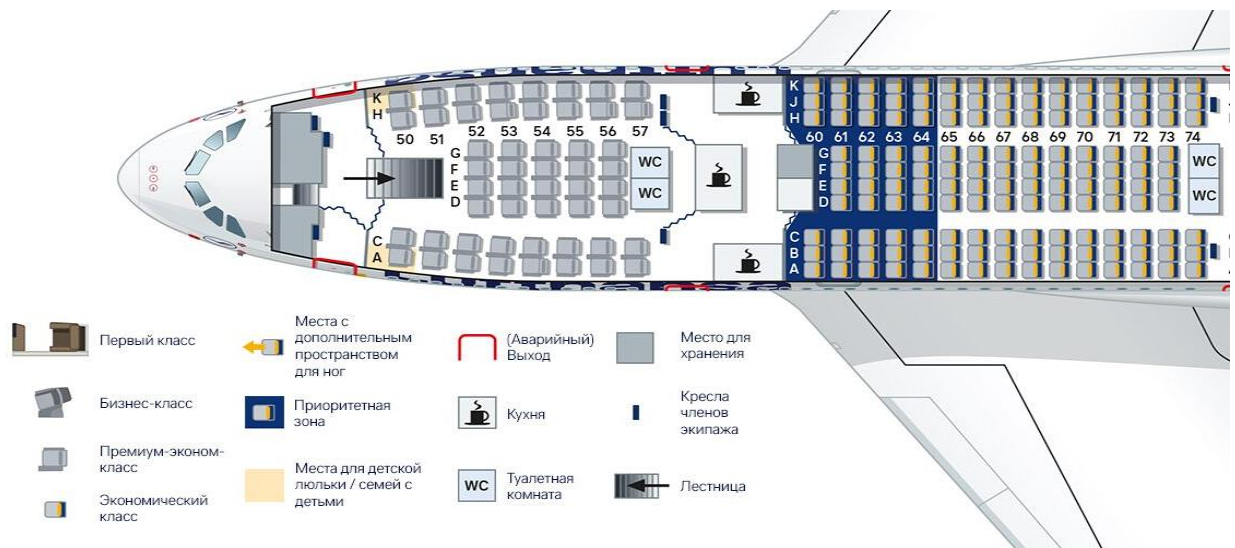 K
H
50
51
52
53
54
55
56
57
G
F
E
D
C
A
WC
WC
K
J
H
60
61
62
63
64
65
66
67
68
69
70
71
72
73
74
G
F
E
D
C
B
A
WC
WC
Первый класс
Бизнес-класс
Премиум-эконом-
класс
Экономический
класс
Места с
дополнительным
пространством
для ног
Приоритетная
зона
Места для детской
люльки / семей с
детьми
(Аварийный)
Выход
Кухня
WC
Туалетная
комната
Место для
хранения
Кресла
членов
экипажа
Лестница